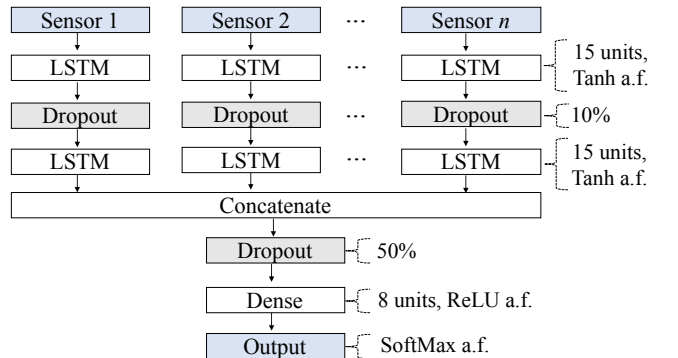 Sensor 1 Sensor 2 ... Sensor n
LSTM LSTM ... LSTM
15 units,
Tanh a.f.
Dropout Dropout ... Dropout 10%
LSTM LSTM ... LSTM
15 units,
Tanh a.f.
Concatenate
Dropout 50%
Dense 8 units, ReLU a.f.
Output SoftMax a.f.